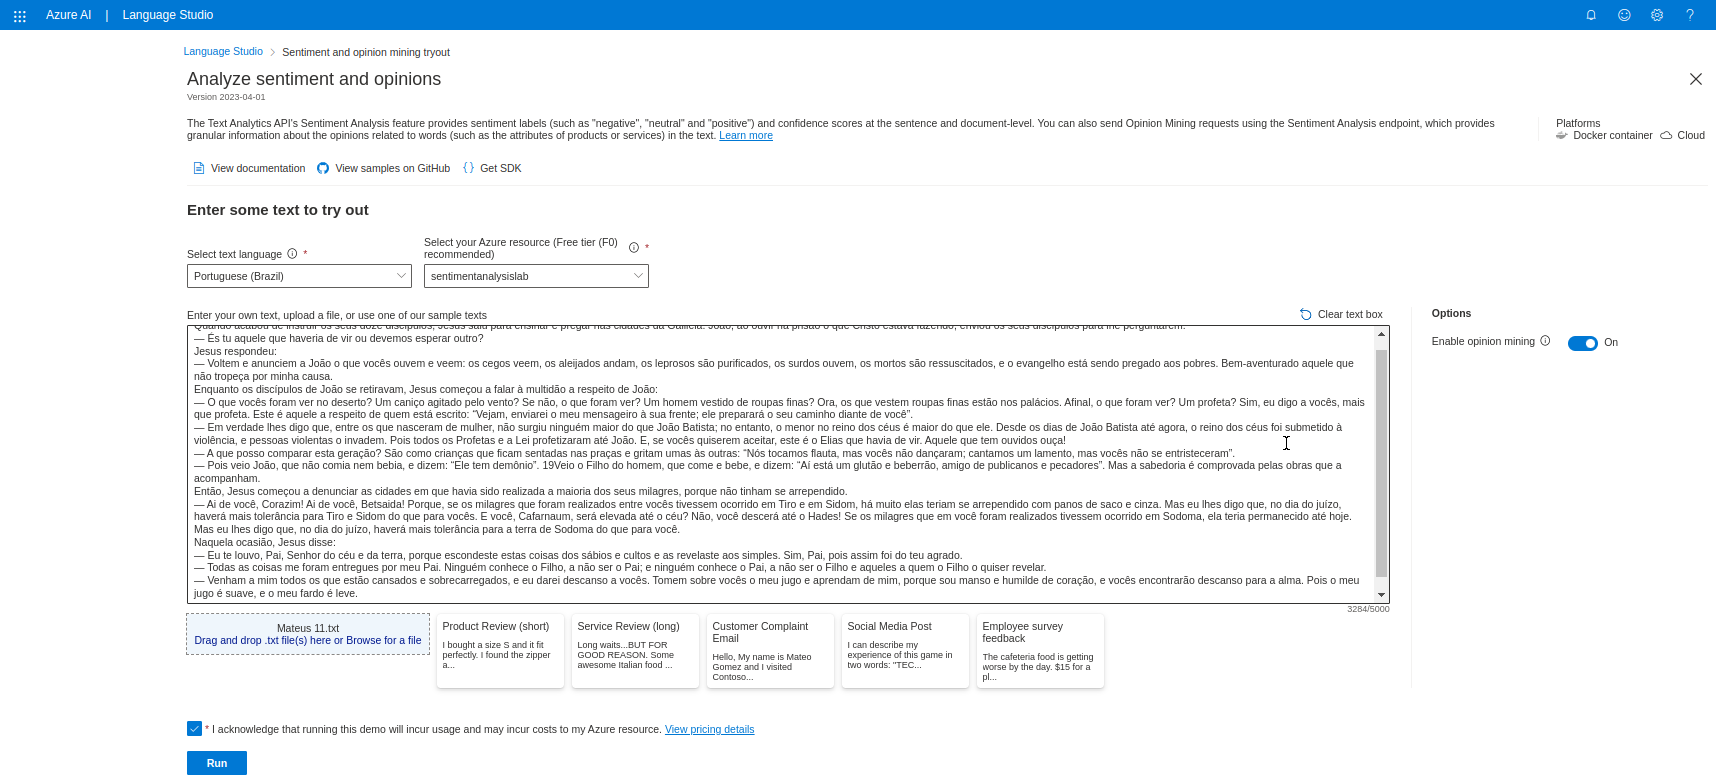 Azure AI | Language Studio
Language Studio > Sentiment and opinion mining tryout
Analyze sentiment and opinions
Version 2023-04-01
The Text Analytics API's Sentiment Analysis feature provides sentiment labels (such as "negative", "neutral" and "positive") and confidence scores at the sentence and document-level. You can also send Opinion Mining requests using the Sentiment Analysis endpoint, which provides
granular information about the opinions related to words (such as the attributes of products or services) in the text. Learn more
Platforms
Docker container Cloud
View documentation View samples on GitHub {} Get SDK
Enter some text to try out
Select text language *
Portuguese (Brazil)
Select your Azure resource (Free tier (F0)
recommended) *
sentimentanalysislab
Enter your own text, upload a file, or use one of our sample texts
Clear text box
Quando acabou de instruir os seus doze discípulos, Jesus saiu para ensinar e pregar nas cidades da Galileia. João, ao ouvir na prisão o que Cristo estava fazendo, enviou os seus discípulos para lhe perguntarem:
— És tu aquele que haveria de vir ou devemos esperar outro?
Jesus respondeu:
— Voltem e anunciem a João o que vocês ouvem e veem: os cegos veem, os aleijados andam, os leprosos são purificados, os surdos ouvem, os mortos são ressuscitados, e o evangelho está sendo pregado aos pobres. Bem-aventurado aquele que
não tropeça por minha causa.
Enquanto os discípulos de João se retiravam, Jesus começou a falar à multidão a respeito de João:
— O que vocês foram ver no deserto? Um caniço agitado pelo vento? Se não, o que foram ver? Um homem vestido de roupas finas? Ora, os que vestem roupas finas estão nos palácios. Afinal, o que foram ver? Um profeta? Sim, eu digo a vocês, mais
que profeta. Este é aquele a respeito de quem está escrito: “Vejam, enviarei o meu mensageiro à sua frente; ele preparará o seu caminho diante de você”.
— Em verdade lhes digo que, entre os que nasceram de mulher, não surgiu ninguém maior do que João Batista; no entanto, o menor no reino dos céus é maior do que ele. Desde os dias de João Batista até agora, o reino dos céus foi submetido à
violência, e pessoas violentas o invadem. Pois todos os Profetas e a Lei profetizaram até João. E, se vocês quiserem aceitar, este é o Elias que havia de vir. Aquele que tem ouvidos ouça!
— A que posso comparar esta geração? São como crianças que ficam sentadas nas praças e gritam umas às outras: “Nós tocamos flauta, mas vocês não dançaram; cantamos um lamento, mas vocês não se entristeceram”.
— Pois veio João, que não comia nem bebia, e dizem: “Ele tem demônio”. 19Veio o Filho do homem, que come e bebe, e dizem: “Aí está um glutão e beberrão, amigo de publicanos e pecadores”. Mas a sabedoria é comprovada pelas obras que a
acompanham.
Então, Jesus começou a denunciar as cidades em que havia sido realizada a maioria dos seus milagres, porque não tinham se arrependido.
— Ai de você, Corazim! Ai de você, Betsaida! Porque, se os milagres que foram realizados entre vocês tivessem ocorrido em Tiro e em Sidom, há muito elas teriam se arrependido com panos de saco e cinza. Mas eu lhes digo que, no dia do juízo,
haverá mais tolerância para Tiro e Sidom do que para vocês. E você, Cafarnaum, será elevada até o céu? Não, você descerá até o Hades! Se os milagres que em você foram realizados tivessem ocorrido em Sodoma, ela teria permanecido até hoje.
Mas eu lhes digo que, no dia do juízo, haverá mais tolerância para a terra de Sodoma do que para você.
Naquela ocasião, Jesus disse:
— Eu te louvo, Pai, Senhor do céu e da terra, porque escondeste estas coisas dos sábios e cultos e as revelaste aos simples. Sim, Pai, pois assim foi do teu agrado.
— Todas as coisas me foram entregues por meu Pai. Ninguém conhece o Filho, a não ser o Pai; e ninguém conhece o Pai, a não ser o Filho e aqueles a quem o Filho o quiser revelar.
— Venham a mim todos os que estão cansados e sobrecarregados, e eu darei descanso a vocês. Tomem sobre vocês o meu jugo e aprendam de mim, porque sou manso e humilde de coração, e vocês encontrarão descanso para a alma. Pois o meu
jugo é suave, e o meu fardo é leve.
3284/5000
Options
Enable opinion mining On
Mateus 11.txt
Drag and drop .txt file(s) here or Browse for a file
Product Review (short)
I bought a size S and it fit
perfectly. I found the zipper
a...
Service Review (long)
Long waits...BUT FOR
GOOD REASON. Some
awesome Italian food ...
Customer Complaint
Email
Hello, My name is Mateo
Gomez and I visited
Contoso...
Social Media Post
I can describe my
experience of this game in
two words: "TEC...
Employee survey
feedback
The cafeteria food is getting
worse by the day. $15 for a
pl...
* I acknowledge that running this demo will incur usage and may incur costs to my Azure resource. View pricing details
Run